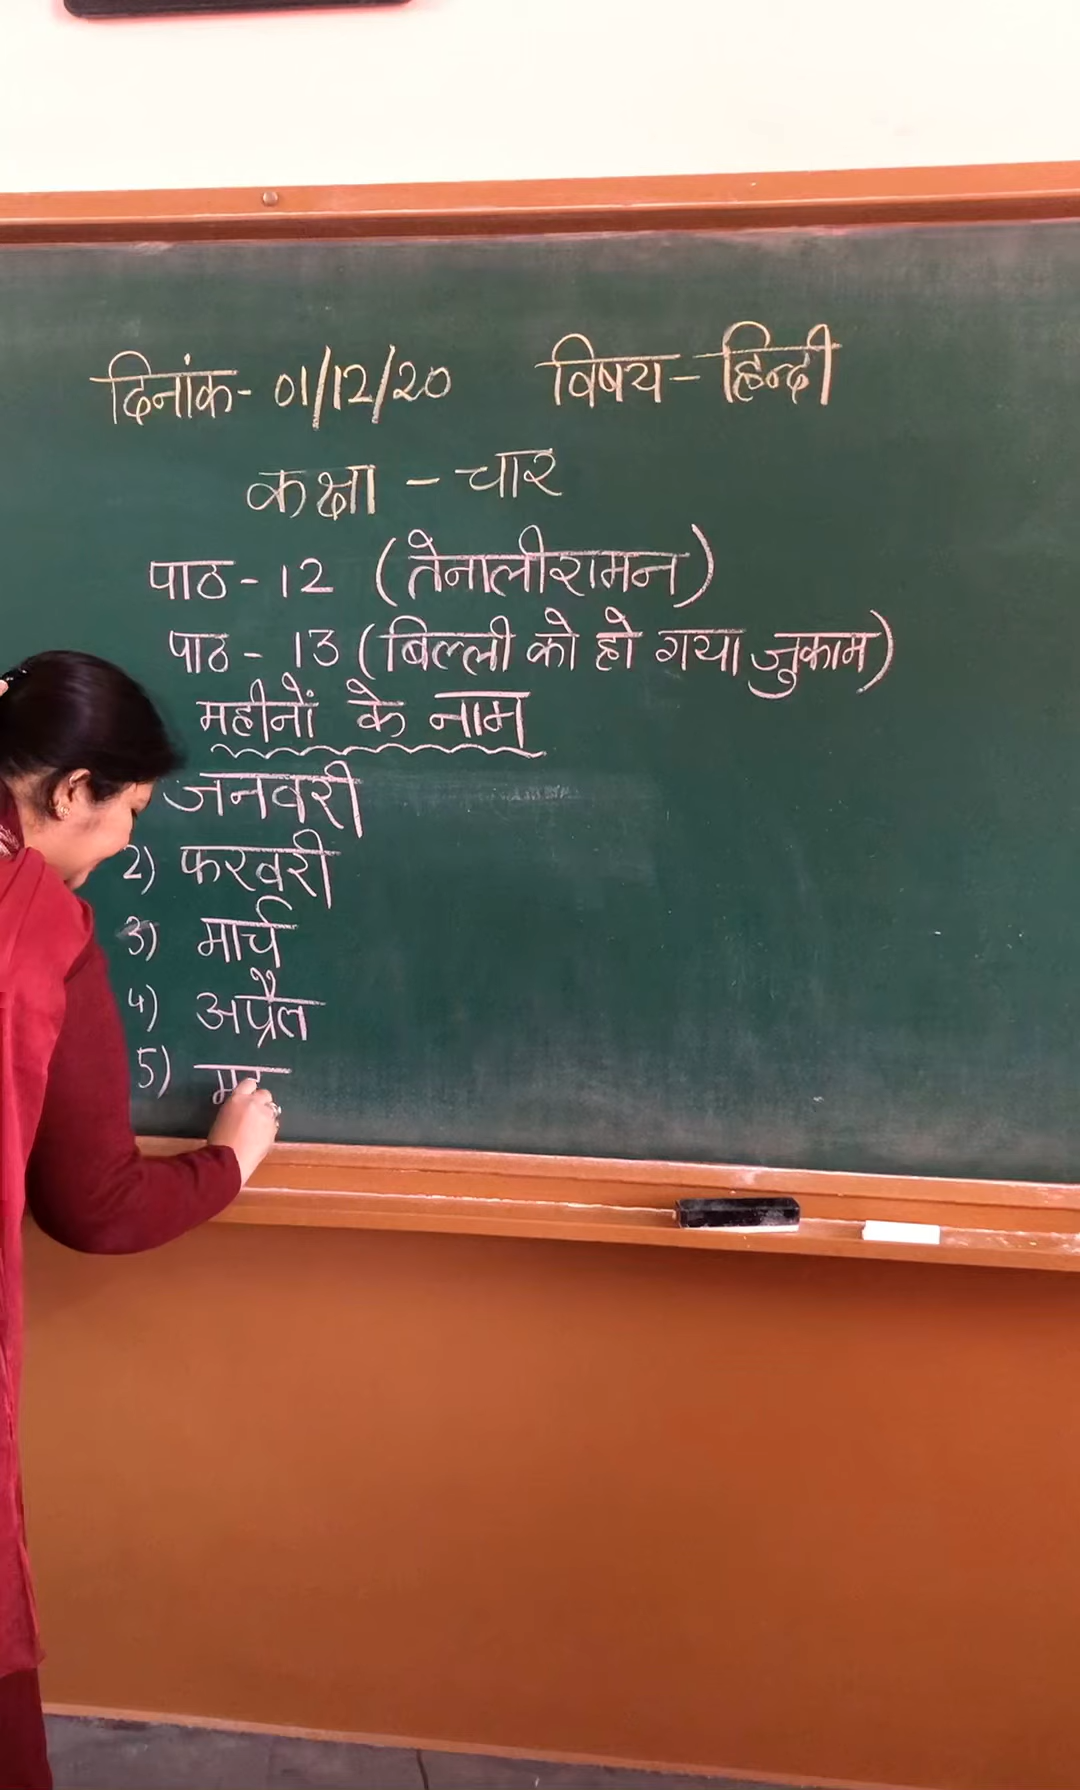 दिनांक- 01/12/20 विषय - हिन्दी
कक्षा - चार
पाठ - 12 (तेनालीरामन)
पाठ - 13 (बिल्ली को हो गया जुकाम)
महीनों के नाम
जनवरी
2) फरवरी
3) मार्च
4) अप्रैल
5)